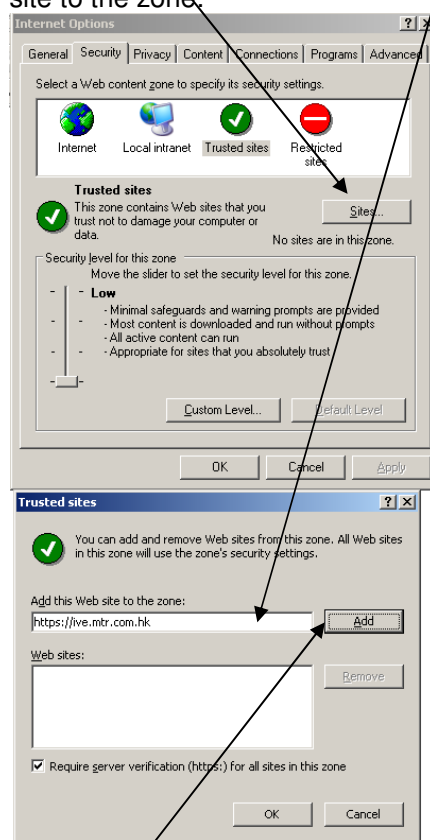 site to the zone.
Internet Options
General Security Privacy Content Connections Programs Advanced
Select a Web content zone to specify its security settings.
Internet Local intranet Trusted sites Restricted sites
Trusted sites
This zone contains Web sites that you
trust not to damage your computer or
data.
Sites...
No sites are in this zone.
Security level for this zone
Move the slider to set the security level for this zone.
Low
- Minimal safeguards and warning prompts are provided
- Most content is downloaded and run without prompts
- All active content can run
- Appropriate for sites that you absolutely trust
Custom Level... Default Level
OK Cancel Apply
Trusted sites
You can add and remove Web sites from this zone. All Web sites
in this zone will use the zone's security settings.
Add this Web site to the zone:
https://ive.mtr.com.hk Add
Web sites:
Remove
Require server verification (https:) for all sites in this zone
OK Cancel